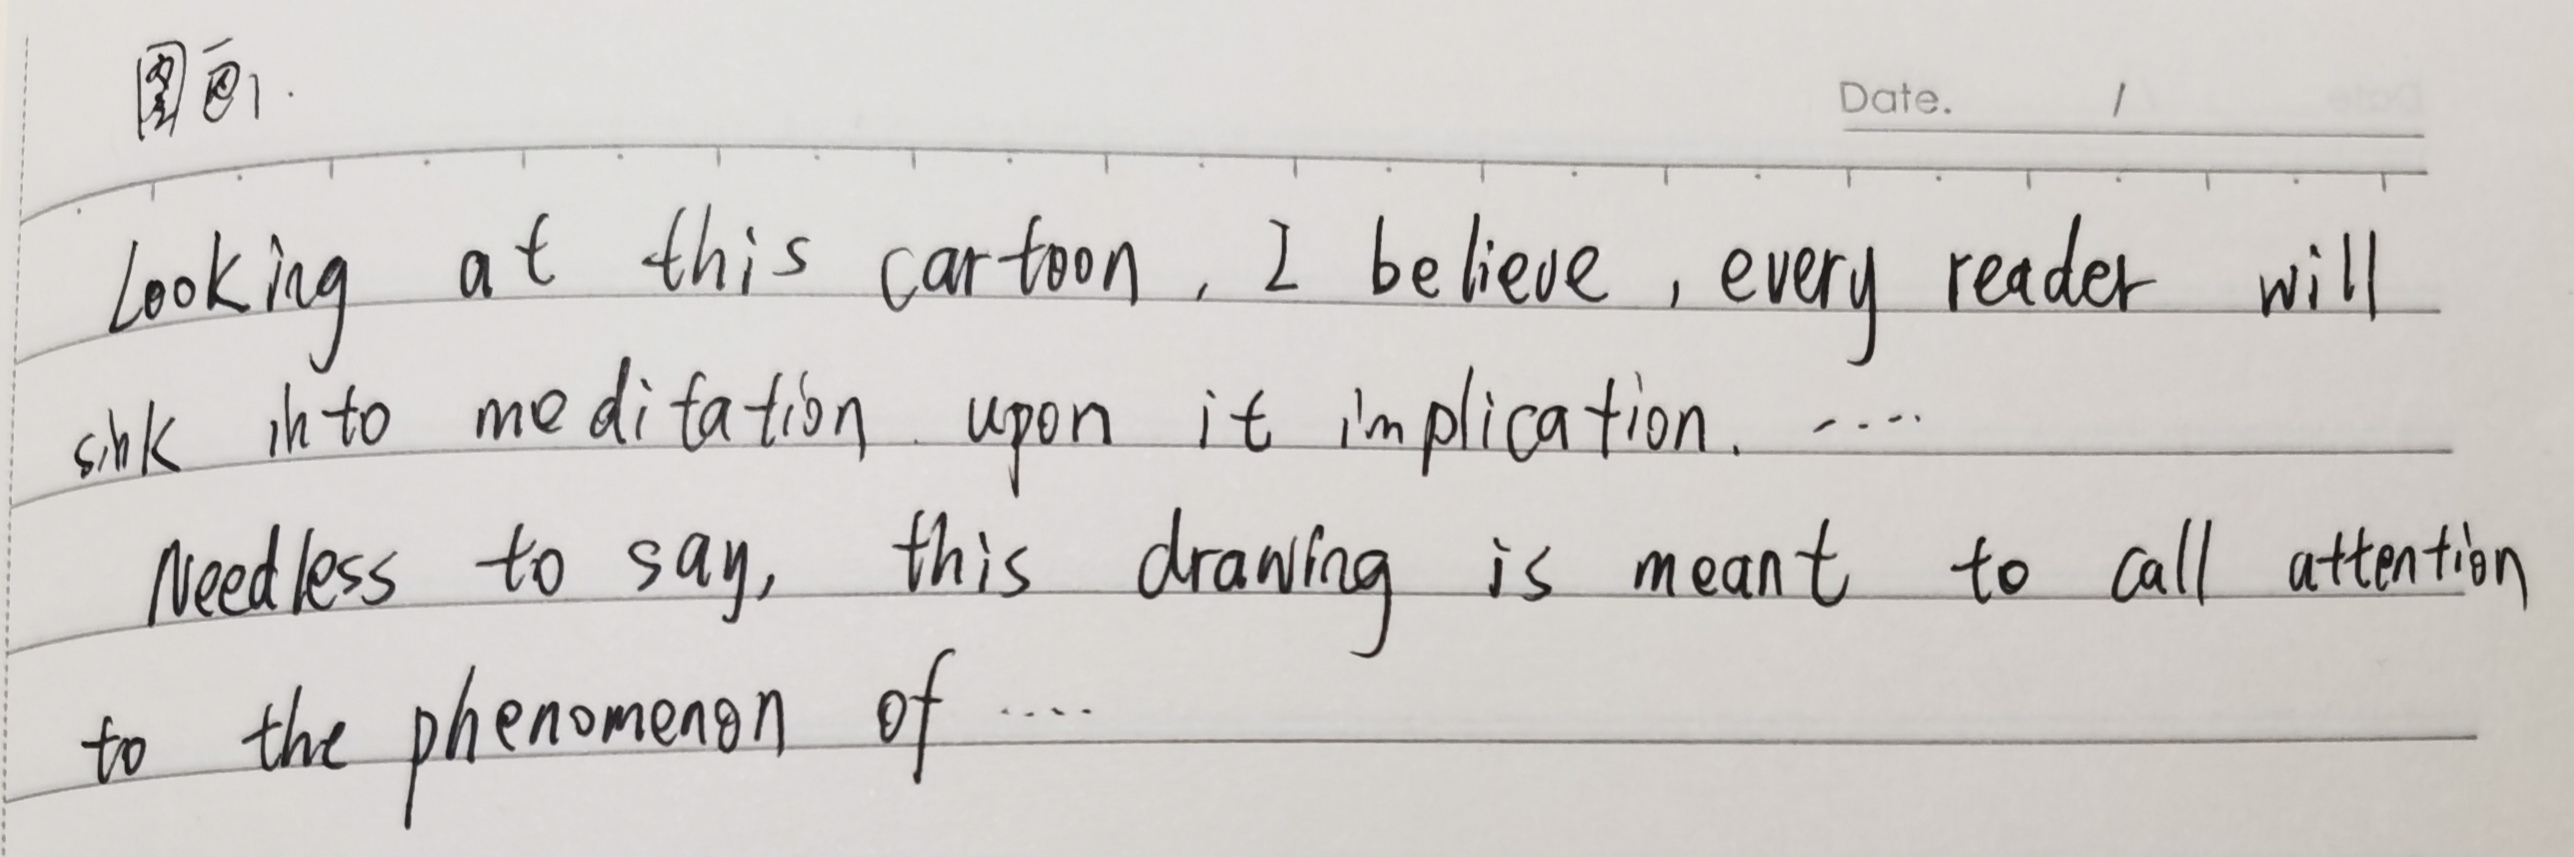 图画1.
Date. /
Looking at this cartoon, I believe, every reader will
sink into meditation upon it implication. ....
Needless to say, this drawing is meant to call attention
to the phenomenon of ....